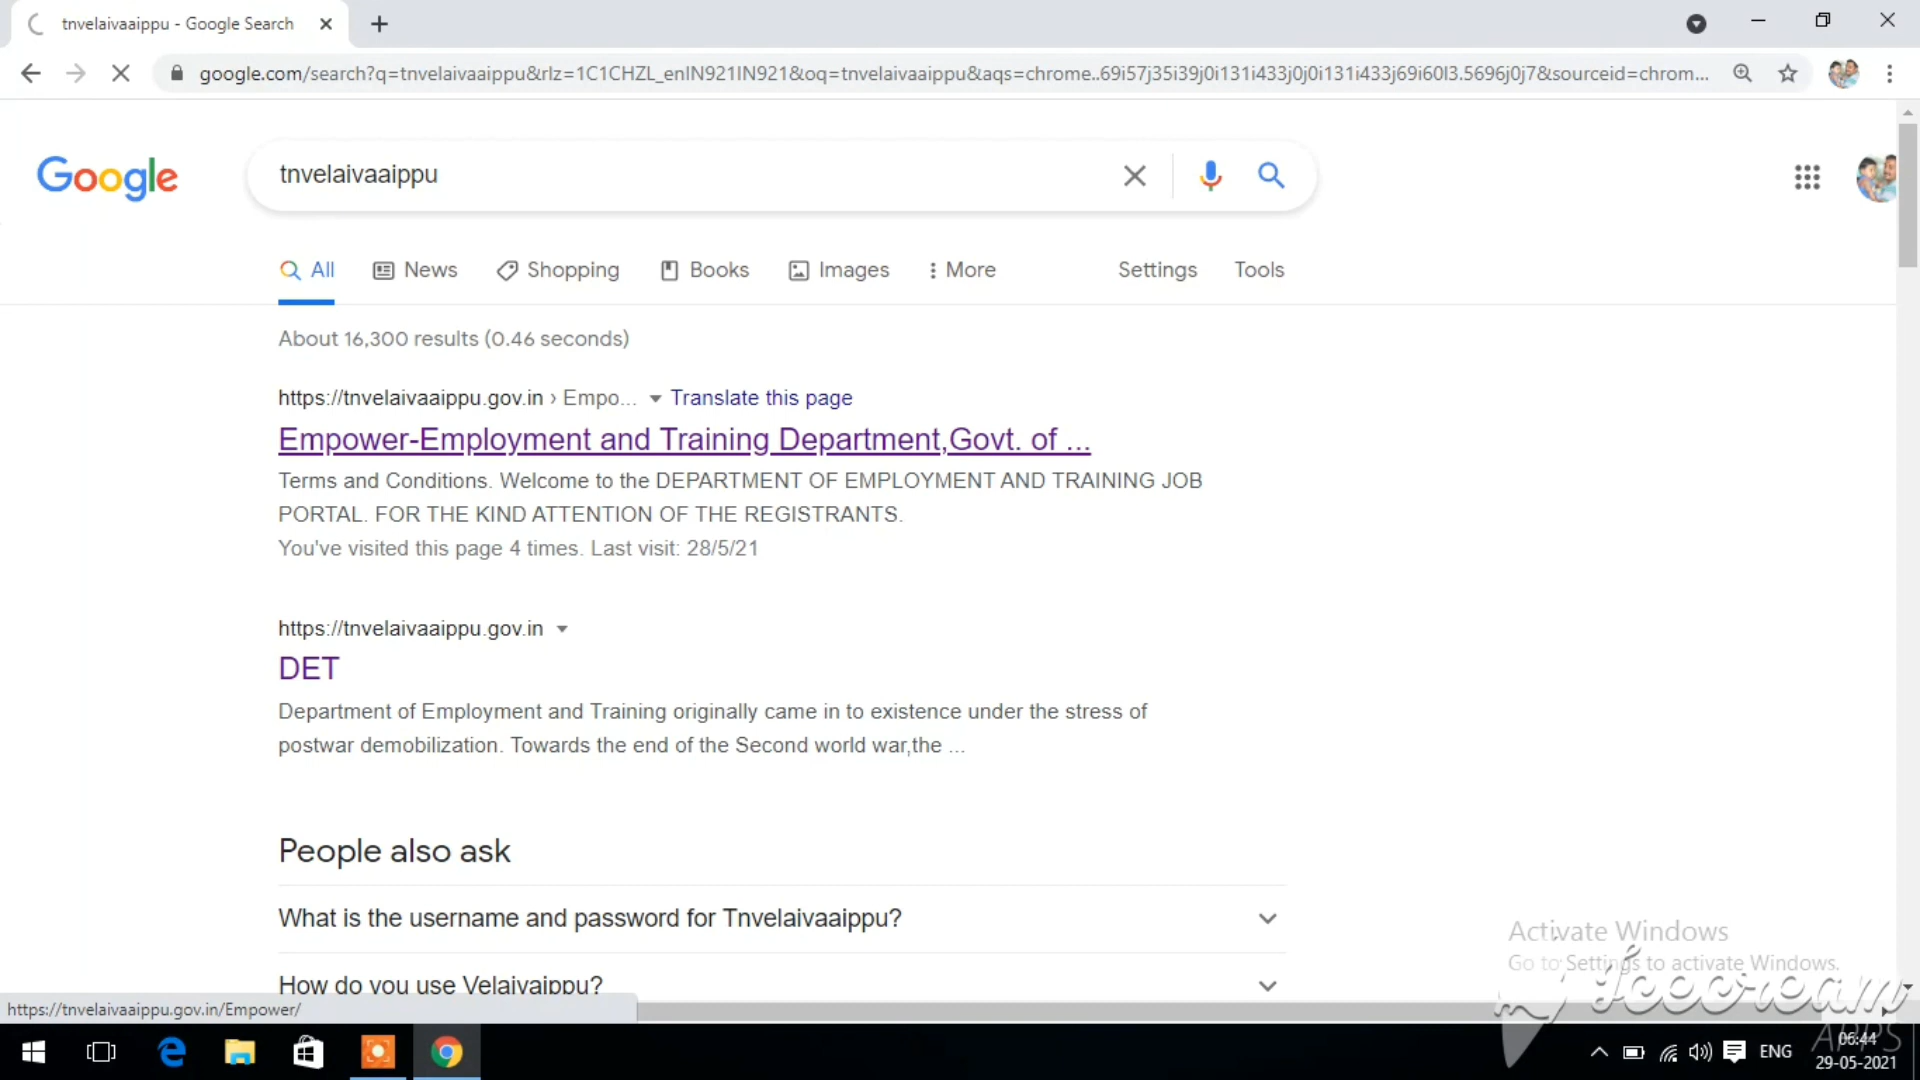 tnvelaivaaippu - Google Search
google.com/search?q=tnvelaivaaippu&rlz=1C1CHZL_enIN921IN921&oq=tnvelaivaaippu&aqs=chrome..69i57j35i39j0i131i433j0j0i131i433j69i60l3.5696j0j7&sourceid=chrom...
Google
tnvelaivaaippu
All News Shopping Books Images More Settings Tools
About 16,300 results (0.46 seconds)
https://tnvelaivaaippu.gov.in › Empo... Translate this page
Empower-Employment and Training Department,Govt. of ...
Terms and Conditions. Welcome to the DEPARTMENT OF EMPLOYMENT AND TRAINING JOB
PORTAL. FOR THE KIND ATTENTION OF THE REGISTRANTS.
You've visited this page 4 times. Last visit: 28/5/21
https://tnvelaivaaippu.gov.in
DET
Department of Employment and Training originally came in to existence under the stress of
postwar demobilization. Towards the end of the Second world war,the ...
People also ask
What is the username and password for Tnvelaivaaippu?
How do you use Velaivaippu?
Activate Windows
Go to Settings to activate Windows.
https://tnvelaivaaippu.gov.in/Empower/
Icecream
APPS
ENG
06:44
29-05-2021